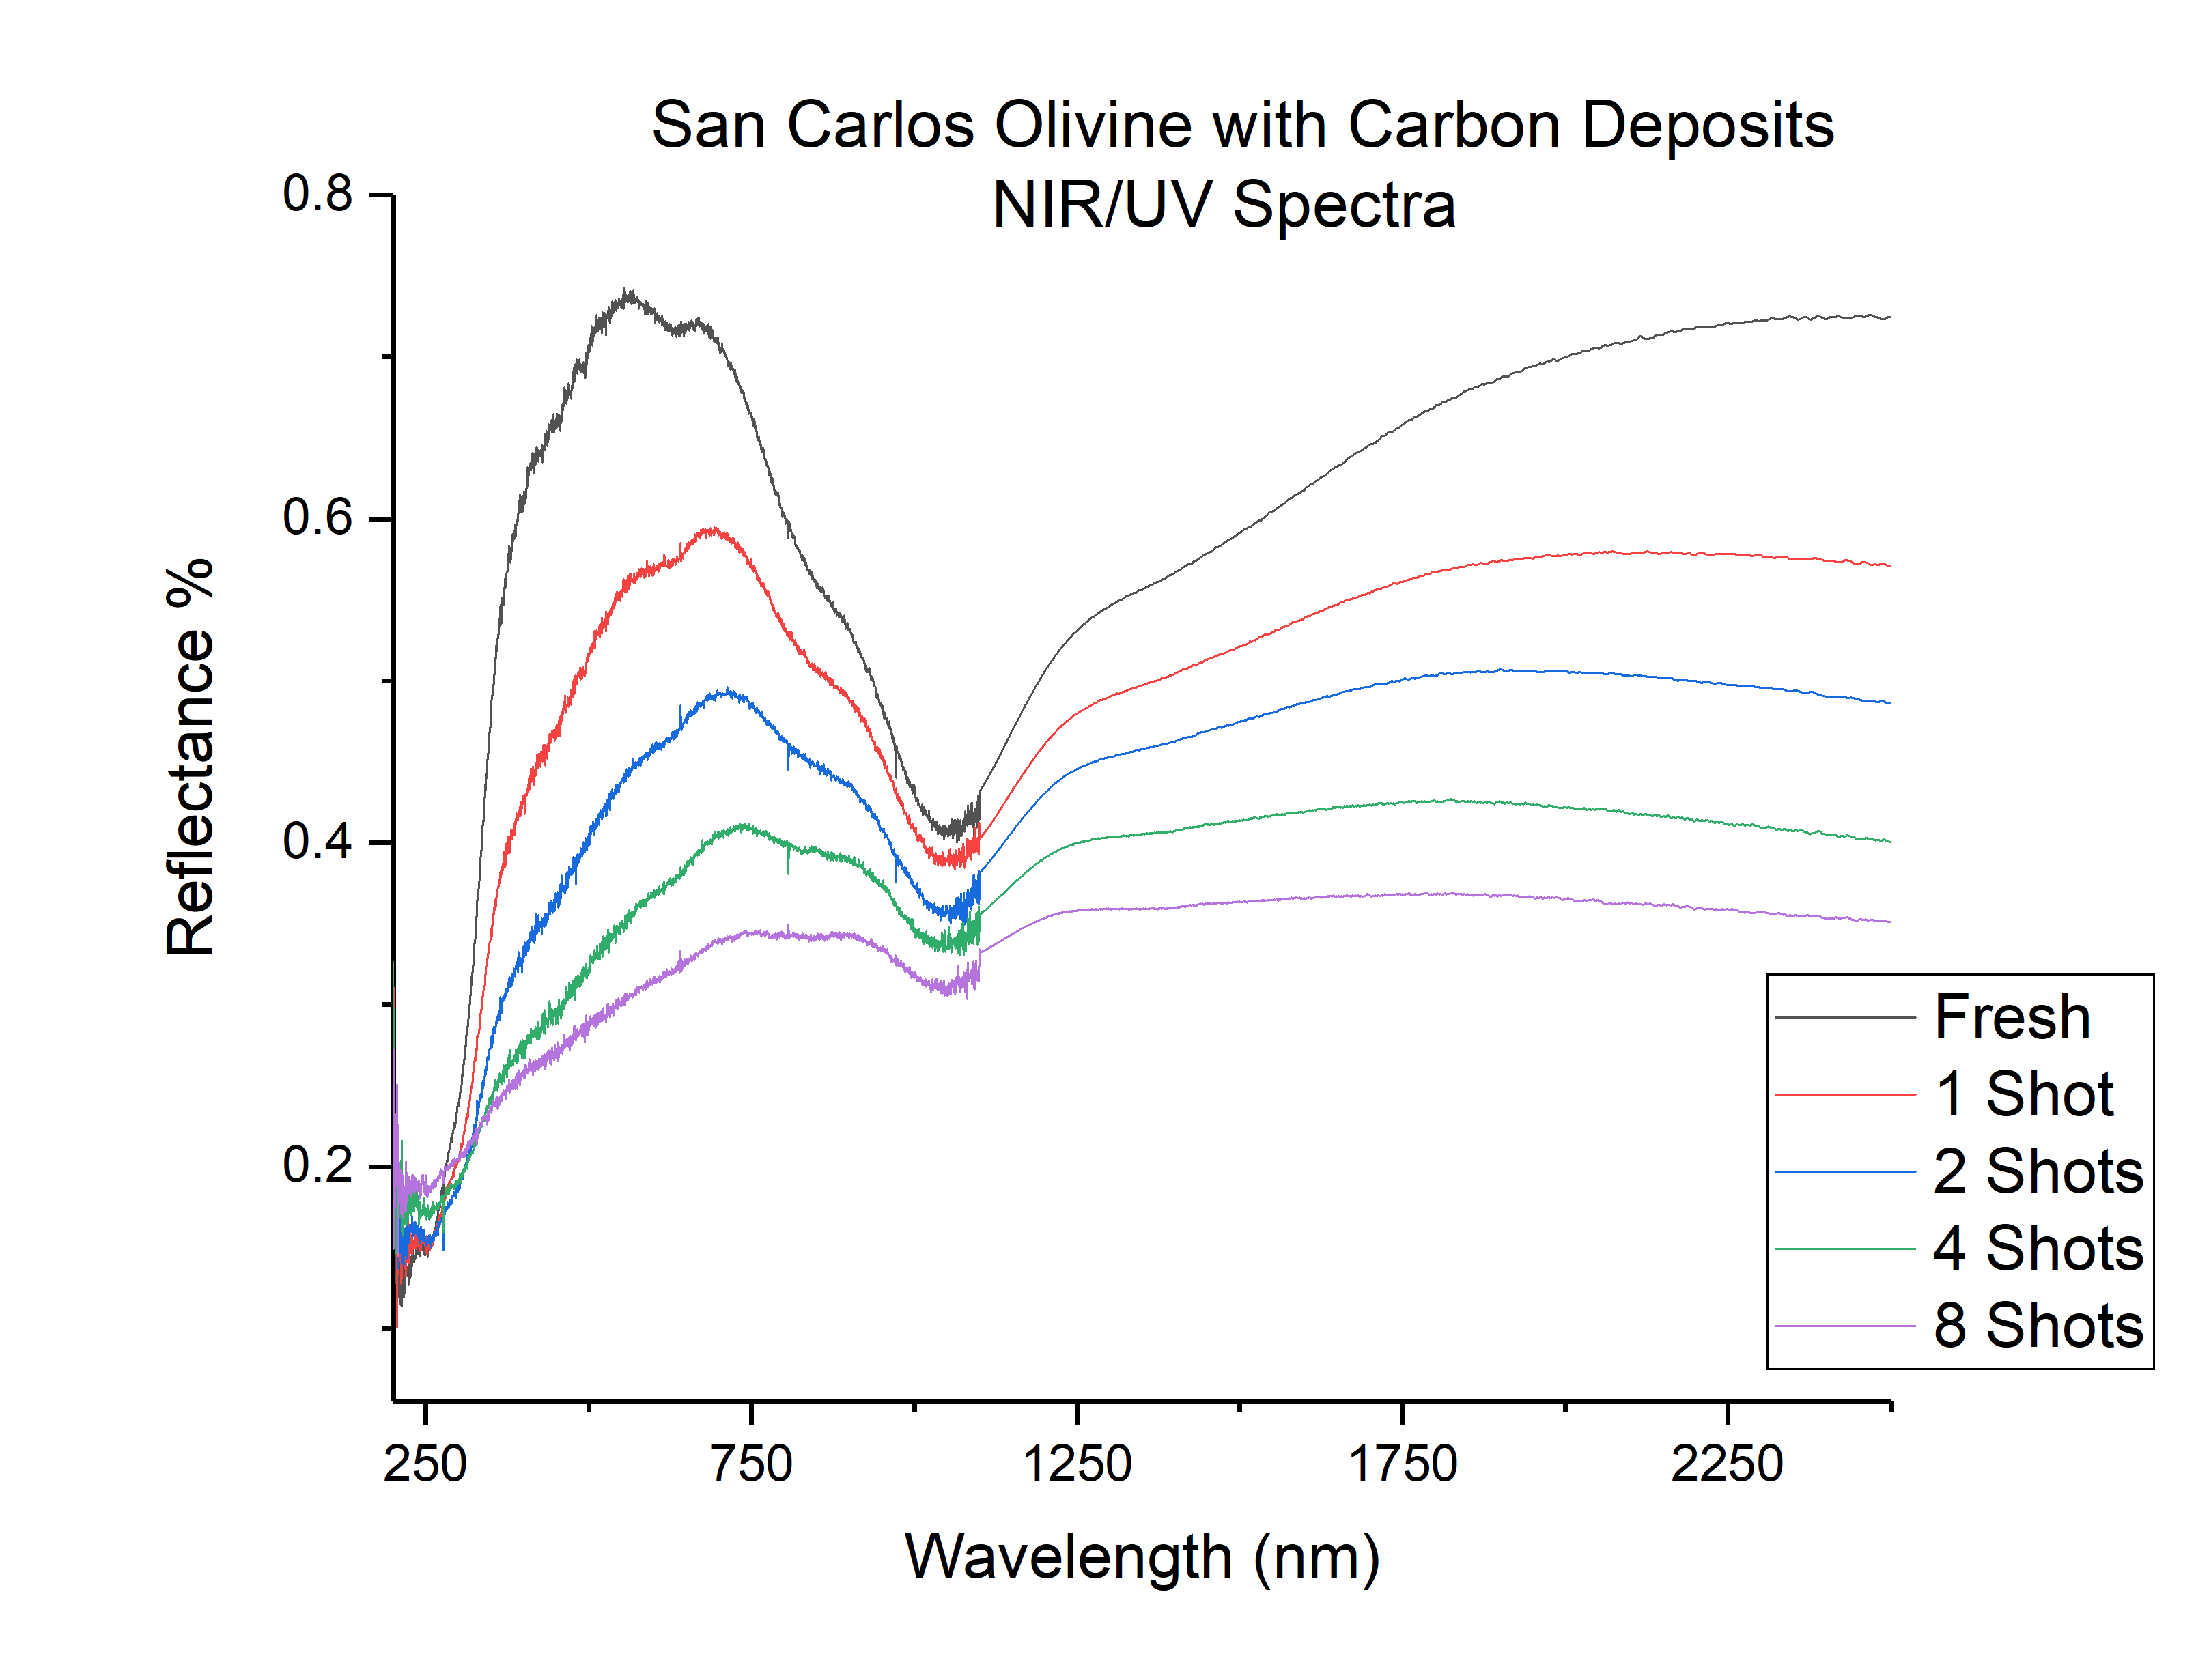 San Carlos Olivine with Carbon Deposits
NIR/UV Spectra
0.8
0.6
0.4
0.2
Reflectance %
250 750 1250 1750 2250
Wavelength (nm)
Fresh
1 Shot
2 Shots
4 Shots
8 Shots